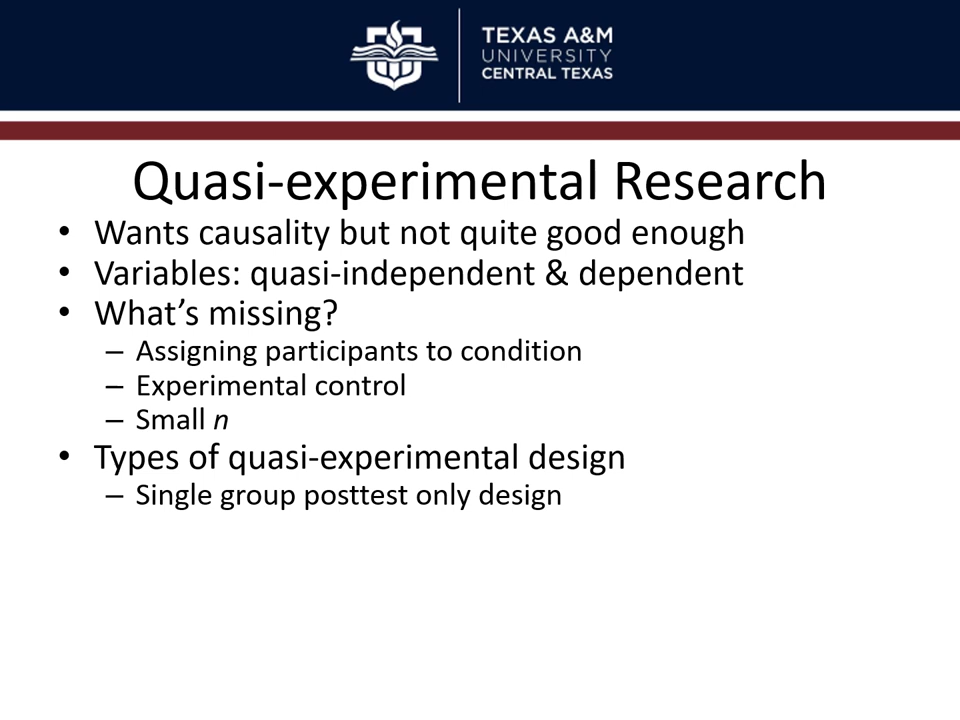 TEXAS A&M
UNIVERSITY
CENTRAL TEXAS
Quasi-experimental Research
• Wants causality but not quite good enough
• Variables: quasi-independent & dependent
• What’s missing?
– Assigning participants to condition
– Experimental control
– Small n
• Types of quasi-experimental design
– Single group posttest only design